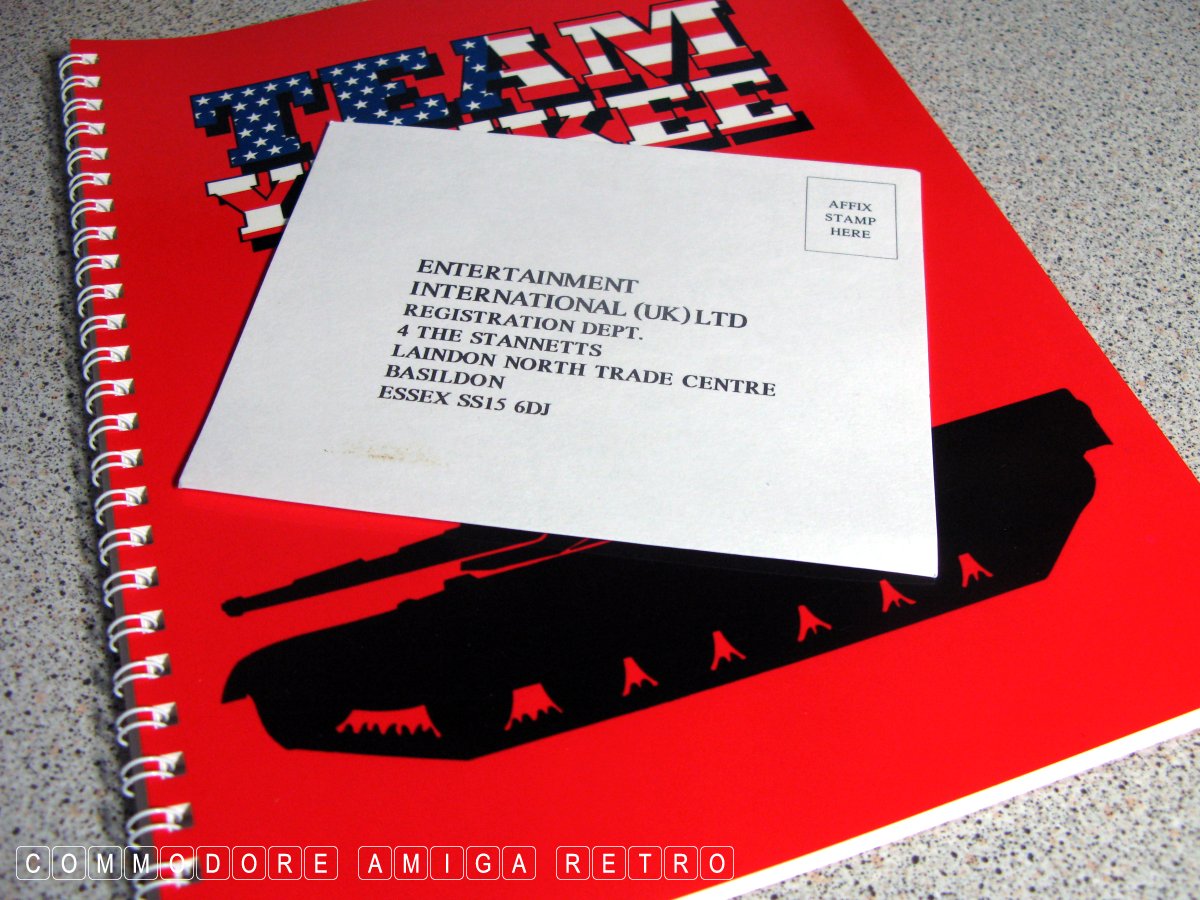 TEAM
AFFIX
STAMP
HERE
ENTERTAINMENT
INTERNATIONAL (UK) LTD
REGISTRATION DEPT.
4 THE STANNETTS
LAINDON NORTH TRADE CENTRE
BASILDON
ESSEX SS15 6DJ
COMMODORE AMIGA RETRO